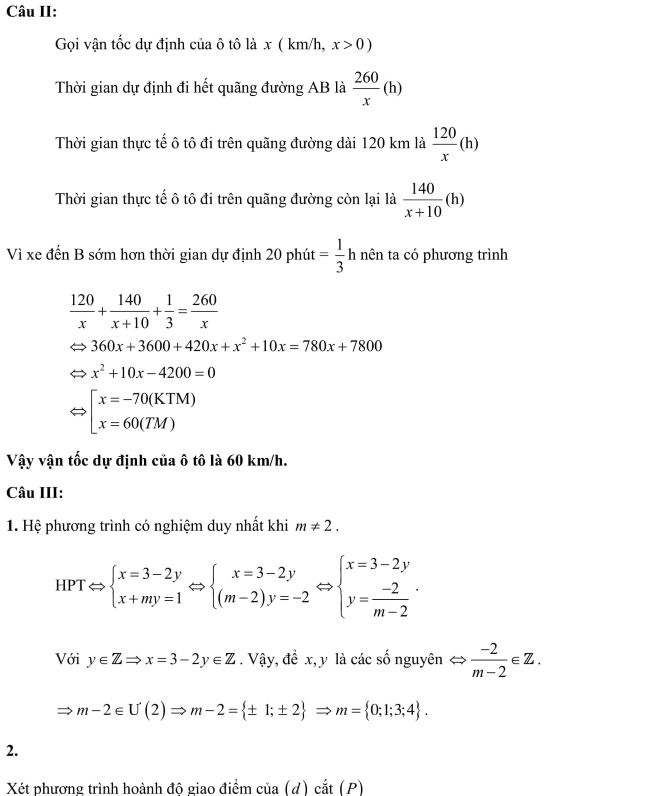 Câu II:
Gọi vận tốc dự định của ô tô là x ( km/h, x > 0 )
Thời gian dự định đi hết quãng đường AB là 260/x (h)
Thời gian thực tế ô tô đi trên quãng đường dài 120 km là 120/x (h)
Thời gian thực tế ô tô đi trên quãng đường còn lại là 140/(x+10) (h)
Vì xe đến B sớm hơn thời gian dự định 20 phút = 1/3 h nên ta có phương trình
120/x + 140/(x+10) + 1/3 = 260/x
⇔ 360x + 3600 + 420x + x² + 10x = 780x + 7800
⇔ x² + 10x − 4200 = 0
⇔ [ x = −70(KTM)
x = 60(TM)
Vậy vận tốc dự định của ô tô là 60 km/h.
Câu III:
1. Hệ phương trình có nghiệm duy nhất khi m ≠ 2 .
HPT ⇔ { x = 3 − 2y ; x + my = 1 ⇔ { x = 3 − 2y ; (m − 2) y = −2 ⇔ { x = 3 − 2y ; y = −2/(m − 2) .
Với y ∈ ℤ ⇒ x = 3 − 2y ∈ ℤ . Vậy, để x, y là các số nguyên ⇔ −2/(m − 2) ∈ ℤ .
⇒ m − 2 ∈ Ư (2) ⇒ m − 2 = {± 1; ± 2} ⇒ m = {0;1;3;4} .
2.
Xét phương trình hoành độ giao điểm của (d) cắt (P)